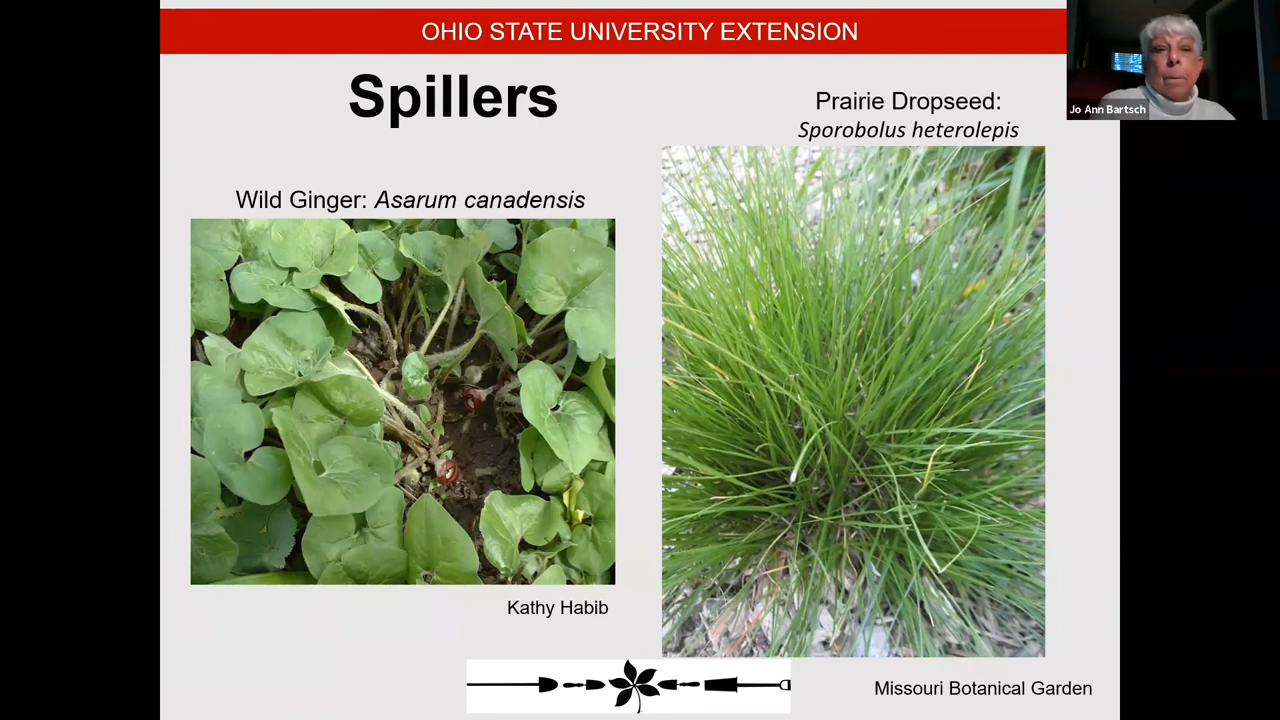 OHIO STATE UNIVERSITY EXTENSION
Spillers
Prairie Dropseed:
Sporobolus heterolepis
Jo Ann Bartsch
Wild Ginger: Asarum canadensis
Kathy Habib
Missouri Botanical Garden